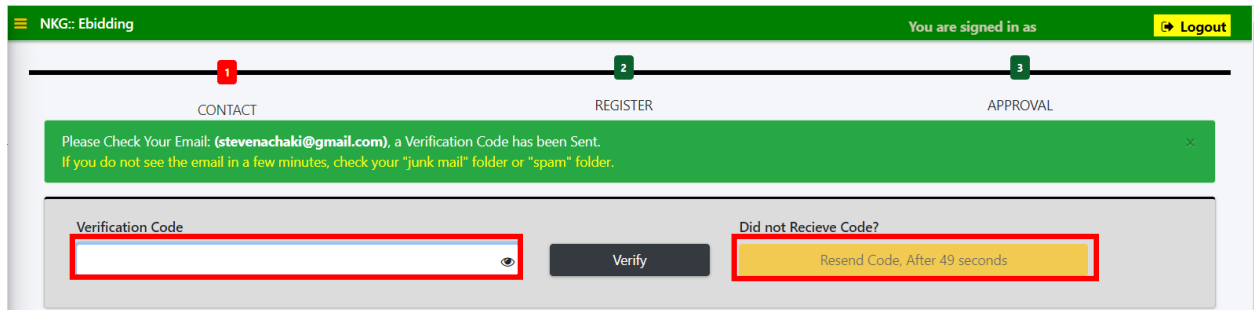 NKG:: Ebidding
You are signed in as
Logout
1
2
3
CONTACT
REGISTER
APPROVAL
Please Check Your Email: (stevenachaki@gmail.com), a Verification Code has been Sent.
×
If you do not see the email in a few minutes, check your "junk mail" folder or "spam" folder.
Verification Code
Did not Recieve Code?
Verify
Resend Code, After 49 seconds